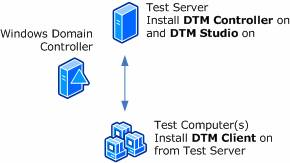 Test Server
Install DTM Controller on
and DTM Studio on
Windows Domain
Controller
Test Computer(s)
Install DTM Client on
from Test Server